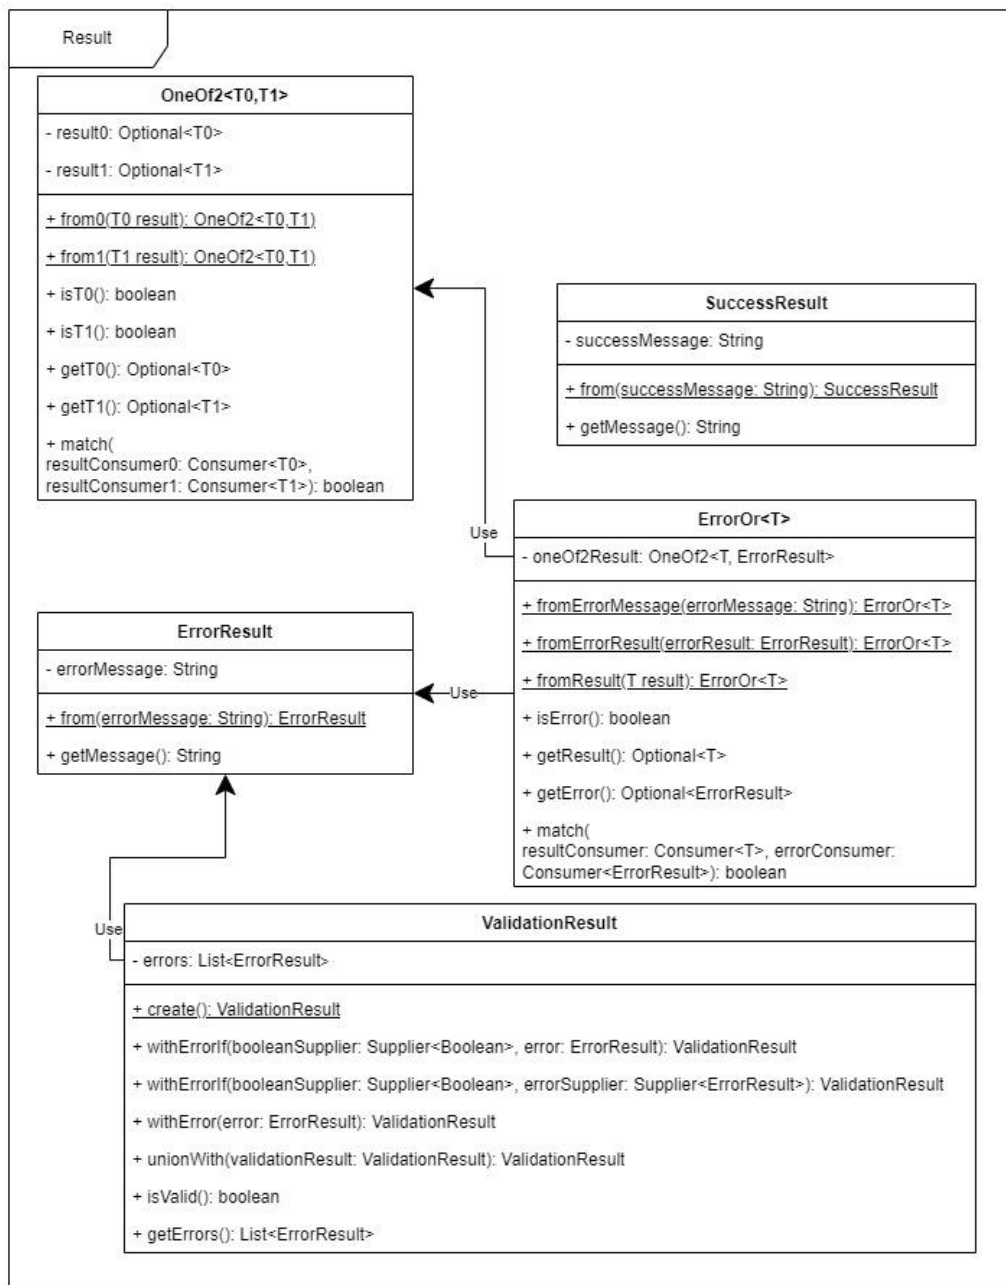 Result
OneOf2<T0,T1>
- result0: Optional<T0>
- result1: Optional<T1>
+ from0(T0 result): OneOf2<T0,T1)
+ from1(T1 result): OneOf2<T0,T1)
+ isT0(): boolean
+ isT1(): boolean
+ getT0(): Optional<T0>
+ getT1(): Optional<T1>
+ match(
resultConsumer0: Consumer<T0>,
resultConsumer1: Consumer<T1>): boolean
SuccessResult
- successMessage: String
+ from(successMessage: String): SuccessResult
+ getMessage(): String
Use
ErrorOr<T>
- oneOf2Result: OneOf2<T, ErrorResult>
+ fromErrorMessage(errorMessage: String): ErrorOr<T>
+ fromErrorResult(errorResult: ErrorResult): ErrorOr<T>
+ fromResult(T result): ErrorOr<T>
+ isError(): boolean
+ getResult(): Optional<T>
+ getError(): Optional<ErrorResult>
+ match(
resultConsumer: Consumer<T>, errorConsumer:
Consumer<ErrorResult>): boolean
Use
ErrorResult
- errorMessage: String
+ from(errorMessage: String): ErrorResult
+ getMessage(): String
Use
ValidationResult
- errors: List<ErrorResult>
+ create(): ValidationResult
+ withErrorIf(booleanSupplier: Supplier<Boolean>, error: ErrorResult): ValidationResult
+ withErrorIf(booleanSupplier: Supplier<Boolean>, errorSupplier: Supplier<ErrorResult>): ValidationResult
+ withError(error: ErrorResult): ValidationResult
+ unionWith(validationResult: ValidationResult): ValidationResult
+ isValid(): boolean
+ getErrors(): List<ErrorResult>